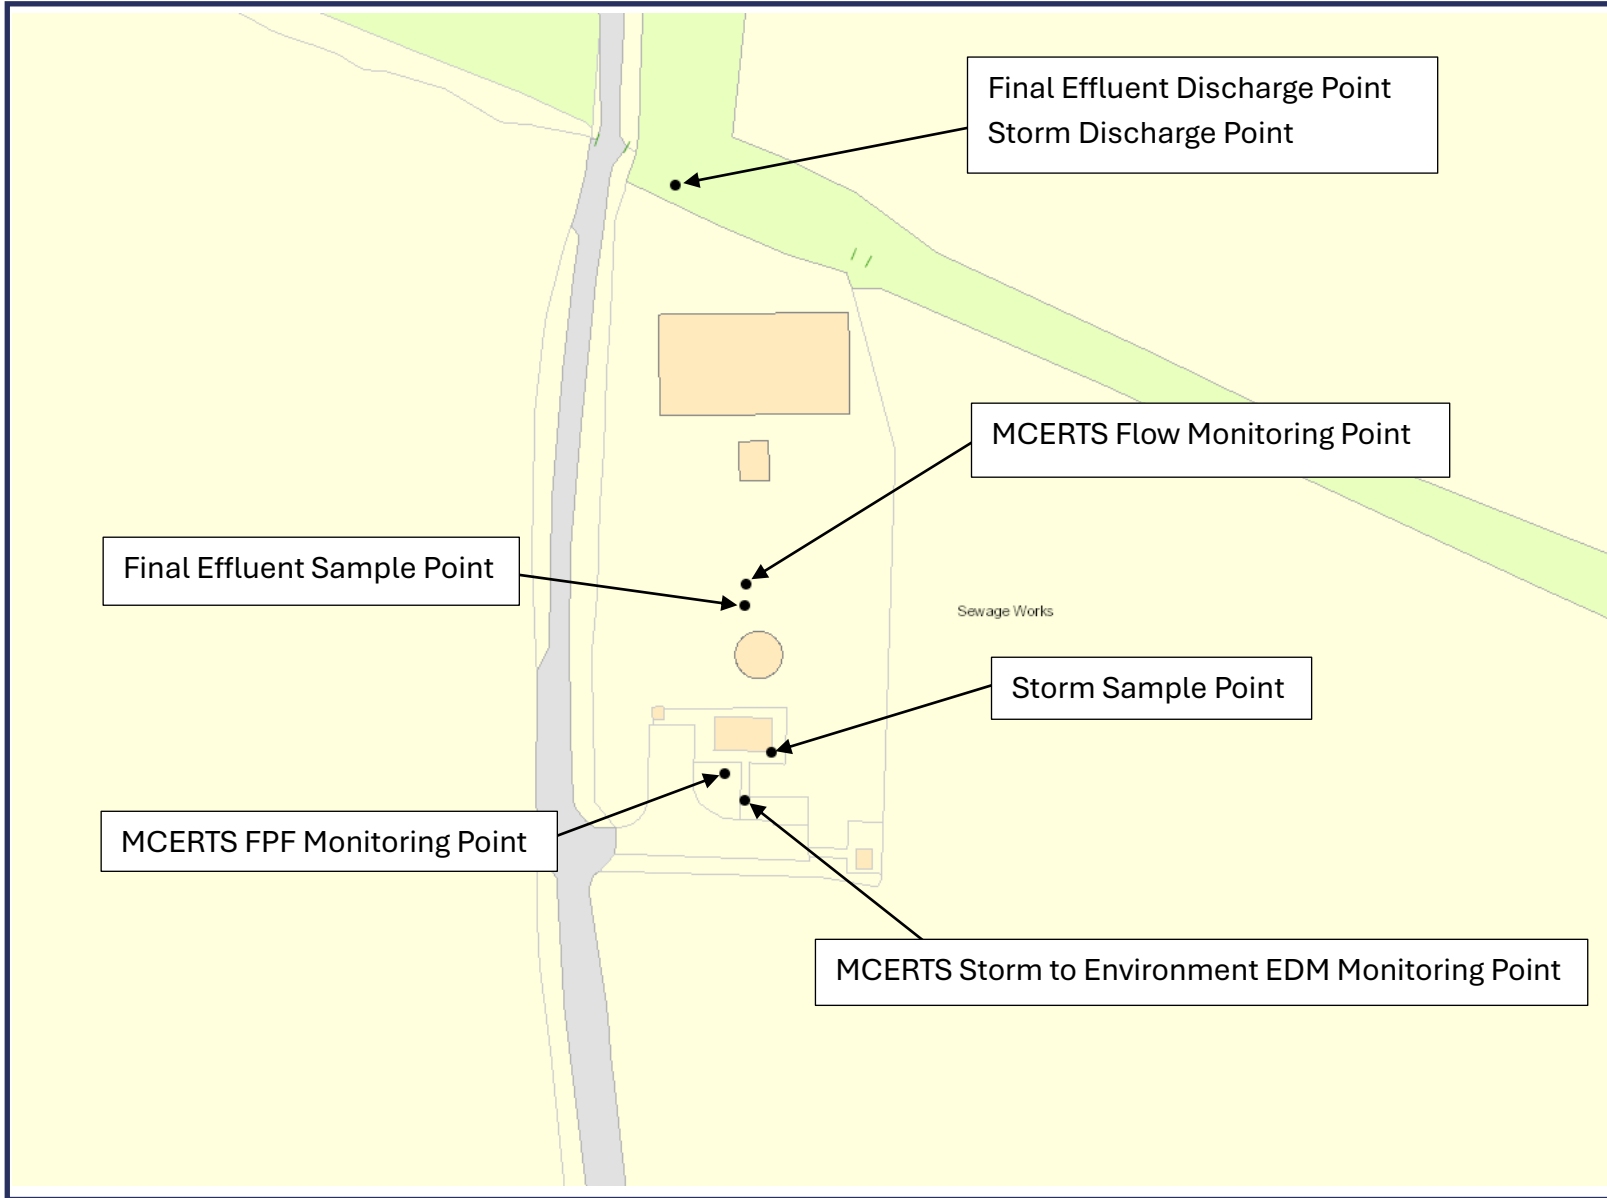 Final Effluent Discharge Point
Storm Discharge Point
MCERTS Flow Monitoring Point
Final Effluent Sample Point
Sewage Works
Storm Sample Point
MCERTS FPF Monitoring Point
MCERTS Storm to Environment EDM Monitoring Point